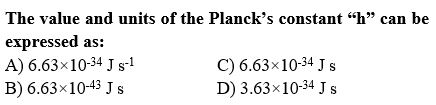 The value and units of the Planck’s constant “h” can be
expressed as:
A) 6.63×10⁻³⁴ J s⁻¹ C) 6.63×10⁻³⁴ J s
B) 6.63×10⁻⁴³ J s D) 3.63×10⁻³⁴ J s